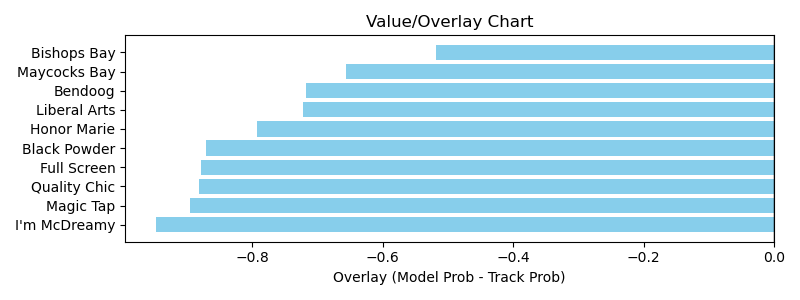 Value/Overlay Chart
Bishops Bay
Maycocks Bay
Bendoog
Liberal Arts
Honor Marie
Black Powder
Full Screen
Quality Chic
Magic Tap
I'm McDreamy
−0.8 −0.6 −0.4 −0.2 0.0
Overlay (Model Prob - Track Prob)